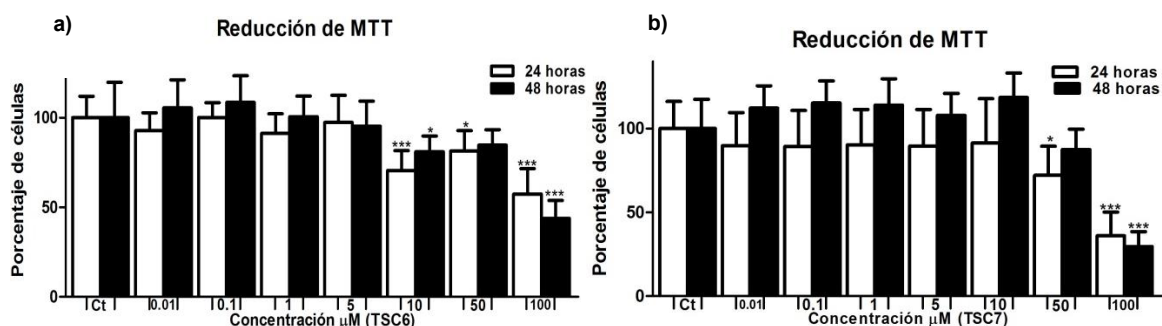 a)
Reducción de MTT
24 horas
48 horas
Porcentaje de células
100
50
0
*** * * *** ***
Ct 0.01 0.1 1 5 10 50 100
Concentración µM (TSC6)
b)
Reducción de MTT
24 horas
48 horas
Porcentaje de células
100
50
0
* *** ***
Ct 0.01 0.1 1 5 10 50 100
Concentración µM (TSC7)